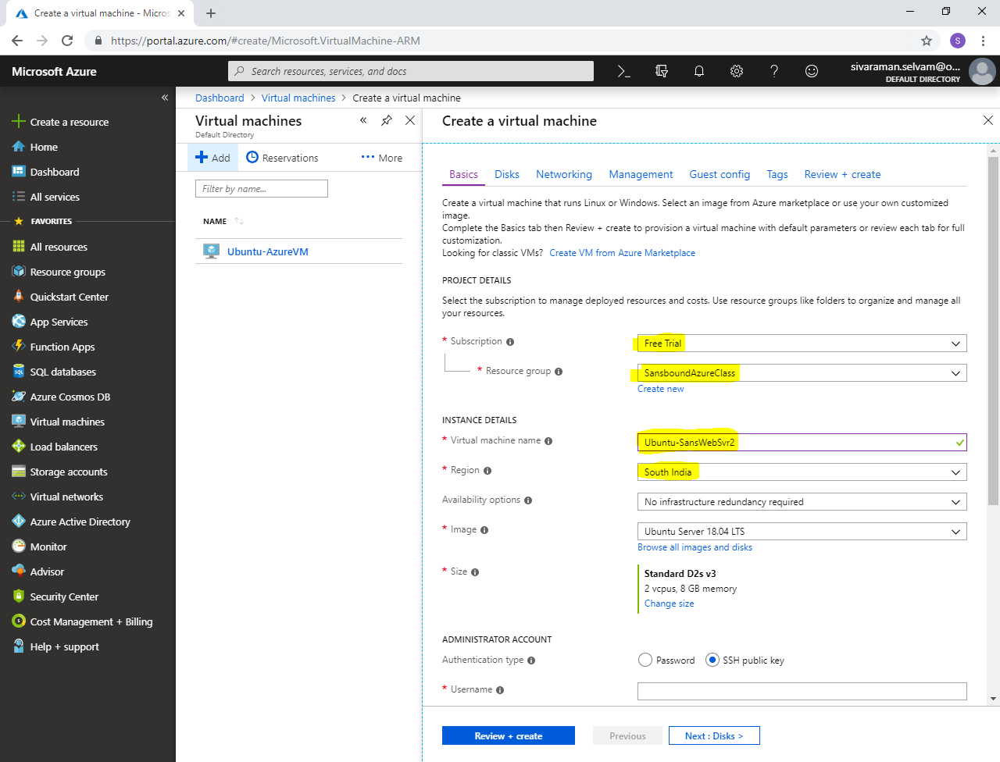 Create a virtual machine - Micros
https://portal.azure.com/#create/Microsoft.VirtualMachine-ARM
S
Microsoft Azure
Search resources, services, and docs
sivaraman.selvam@o...
DEFAULT DIRECTORY
Create a resource
Home
Dashboard
All services
FAVORITES
All resources
Resource groups
Quickstart Center
App Services
Function Apps
SQL
SQL databases
Azure Cosmos DB
Virtual machines
Load balancers
Storage accounts
Virtual networks
Azure Active Directory
Monitor
Advisor
Security Center
Cost Management + Billing
Help + support
Dashboard > Virtual machines > Create a virtual machine
Virtual machines
Default Directory
Add
Reservations
More
Filter by name...
NAME
Ubuntu-AzureVM
Create a virtual machine
Basics Disks Networking Management Guest config Tags Review + create
Create a virtual machine that runs Linux or Windows. Select an image from Azure marketplace or use your own customized
image.
Complete the Basics tab then Review + create to provision a virtual machine with default parameters or review each tab for full
customization.
Looking for classic VMs? Create VM from Azure Marketplace
PROJECT DETAILS
Select the subscription to manage deployed resources and costs. Use resource groups like folders to organize and manage all
your resources.
* Subscription
Free Trial
* Resource group
SansboundAzureClass
Create new
INSTANCE DETAILS
* Virtual machine name
Ubuntu-SansWebSvr2
* Region
South India
Availability options
No infrastructure redundancy required
* Image
Ubuntu Server 18.04 LTS
Browse all images and disks
* Size
Standard D2s v3
2 vcpus, 8 GB memory
Change size
ADMINISTRATOR ACCOUNT
Authentication type
Password
SSH public key
* Username
Review + create
Previous
Next : Disks >